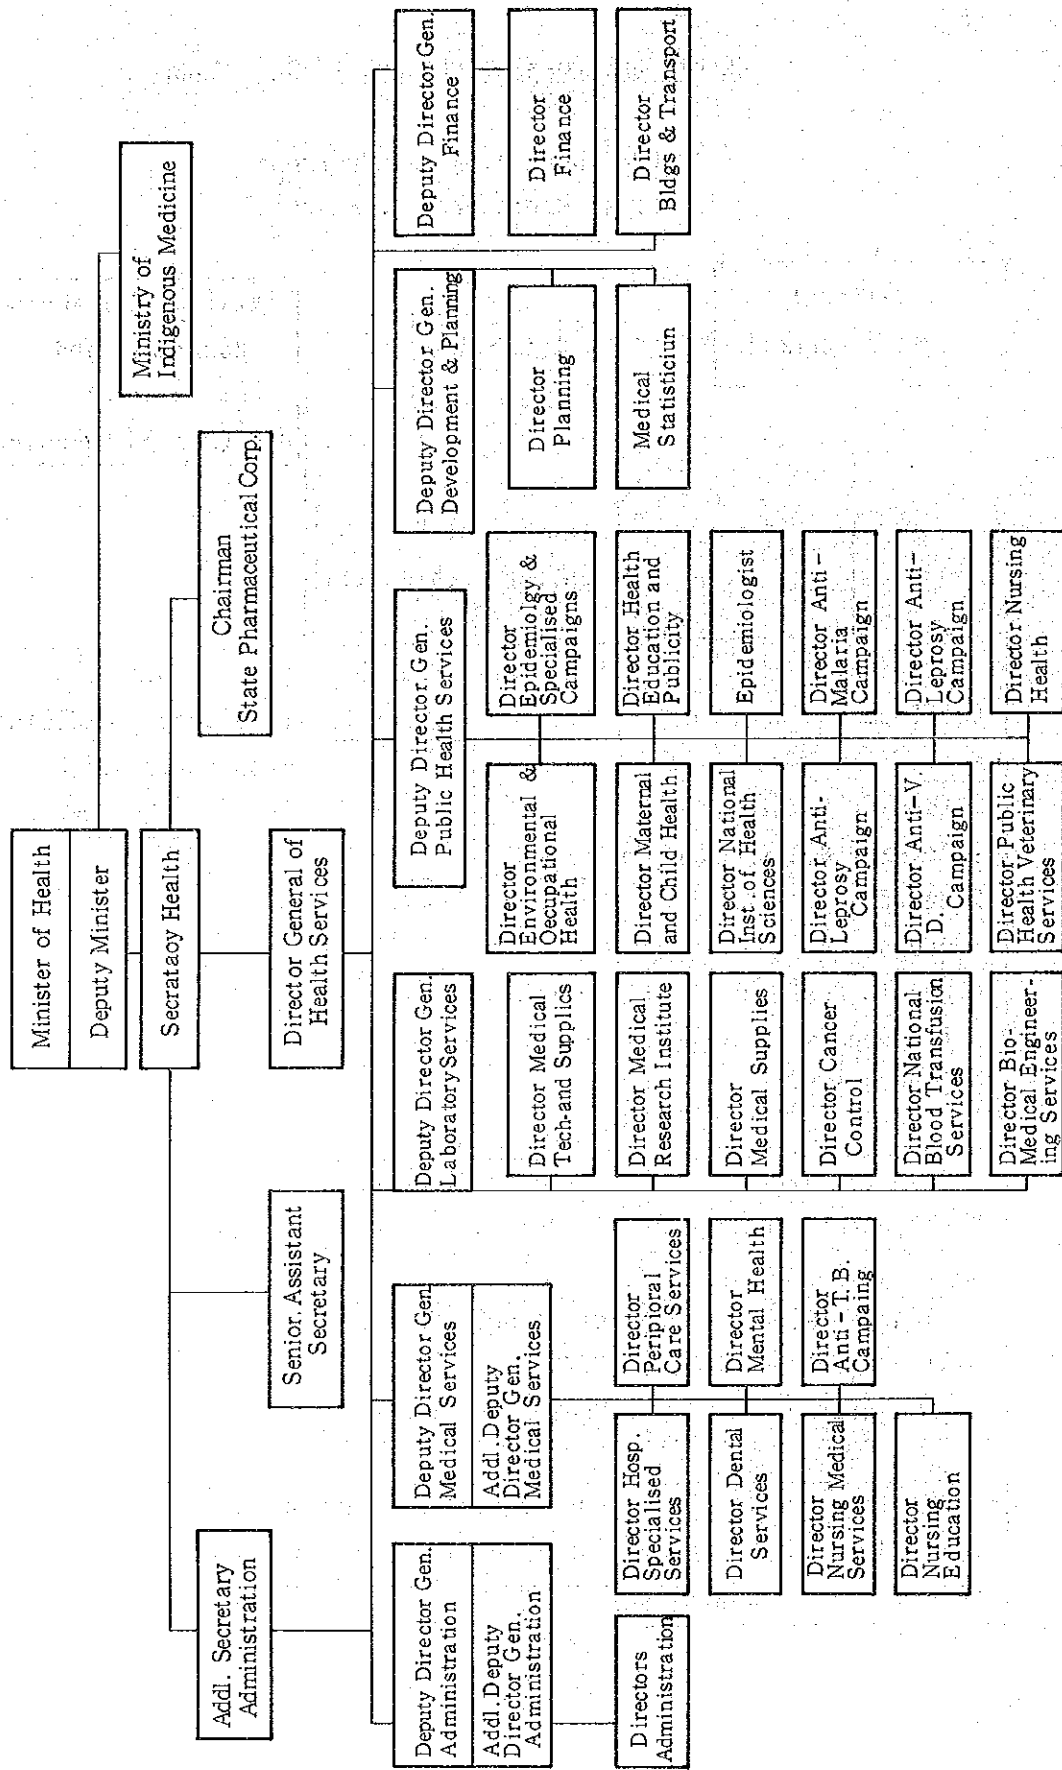 Minister of Health
Deputy Minister
Ministry of
Indigenous Medicine
Secrataoy Health
Chairman
State Pharmaceutical Corp.
Addl. Secretary
Administration
Senior. Assistant
Secretary
Director General of
Health Services
Deputy Director Gen.
Administration
Addl. Deputy
Director Gen.
Administration
Directors
Administration
Deputy Director Gen.
Medical Services
Addl. Deputy
Director Gen.
Medical Services
Director Hosp.
Specialised
Services
Director
Peripioral
Care Services
Director Dental
Services
Director
Mental Health
Director
Nursing Medical
Services
Director
Anti-T.B.
Campaing
Director
Nursing
Education
Deputy Director Gen.
Laboratory Services
Director Medical
Tech-and Supplics
Director Medical
Research Institute
Director
Medical Supplies
Director Cancer
Control
Director National
Blood Transfusion
Services
Director Bio-
Medical Engineer-
ing Services
Deputy Director Gen.
Public Health Services
Director
Environmental &
Oecupational
Health
Director
Epidemiolgy &
Specialised
Campaigns
Director Maternal
and Child Health
Director Health
Education and
Publicity
Director National
Inst. of Health
Sciences
Epidemiologist
Director Anti-
Leprosy
Campaign
Director Anti-
Malaria
Campaign
Director Anti-V.
D. Campaign
Director Anti-
Leprosy
Campaign
Director Public
Health Veterinary
Services
Director Nursing
Health
Deputy Director Gen.
Development & Planning
Director
Planning
Medical
Statisticiun
Deputy Director Gen.
Finance
Director
Finance
Director
Bldgs & Transport